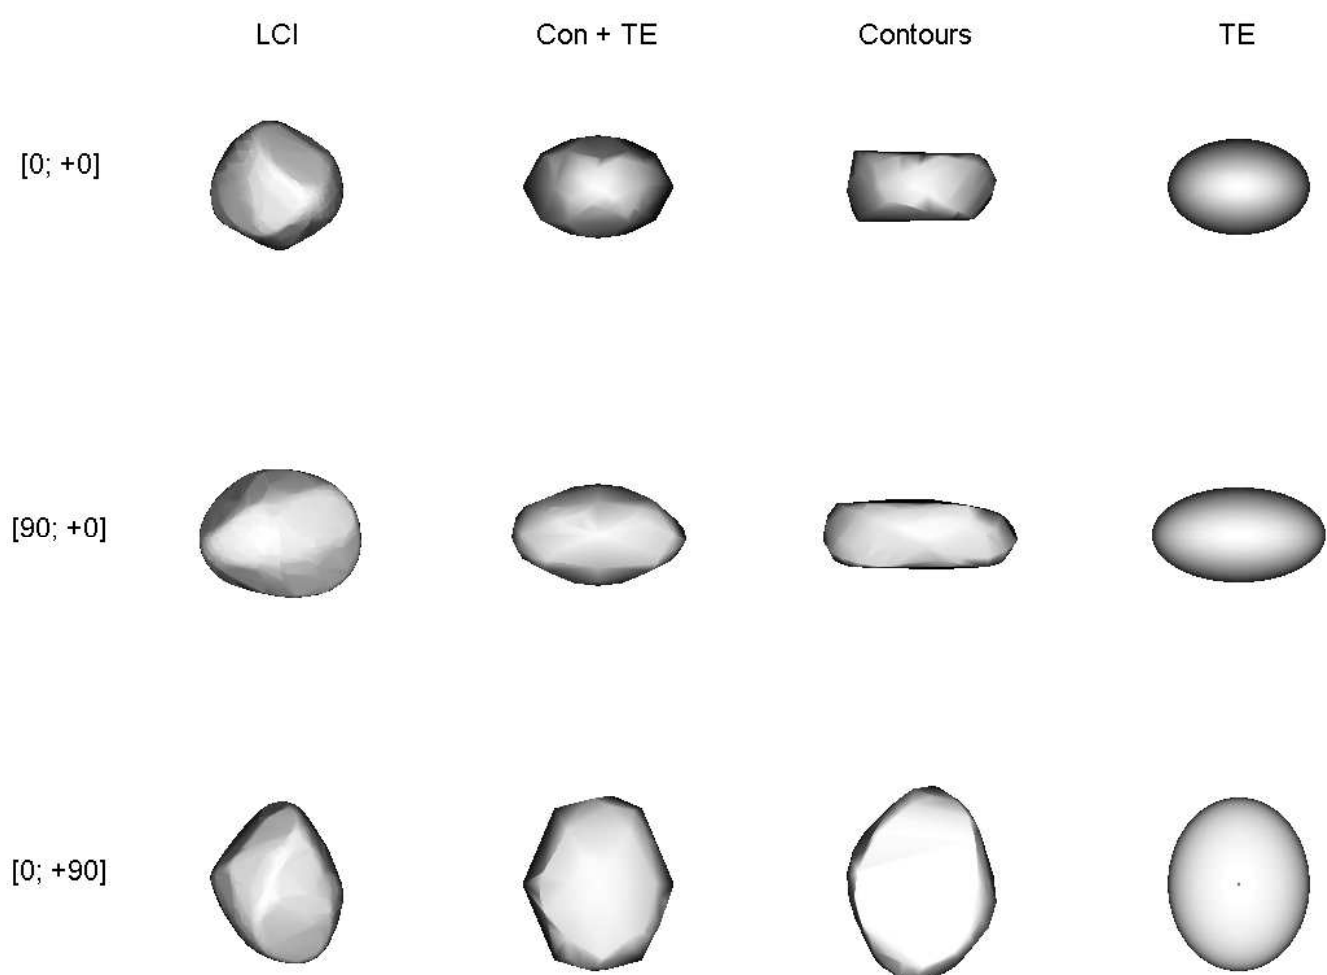 LCI Con + TE Contours TE
[0; +0]
[90; +0]
[0; +90]